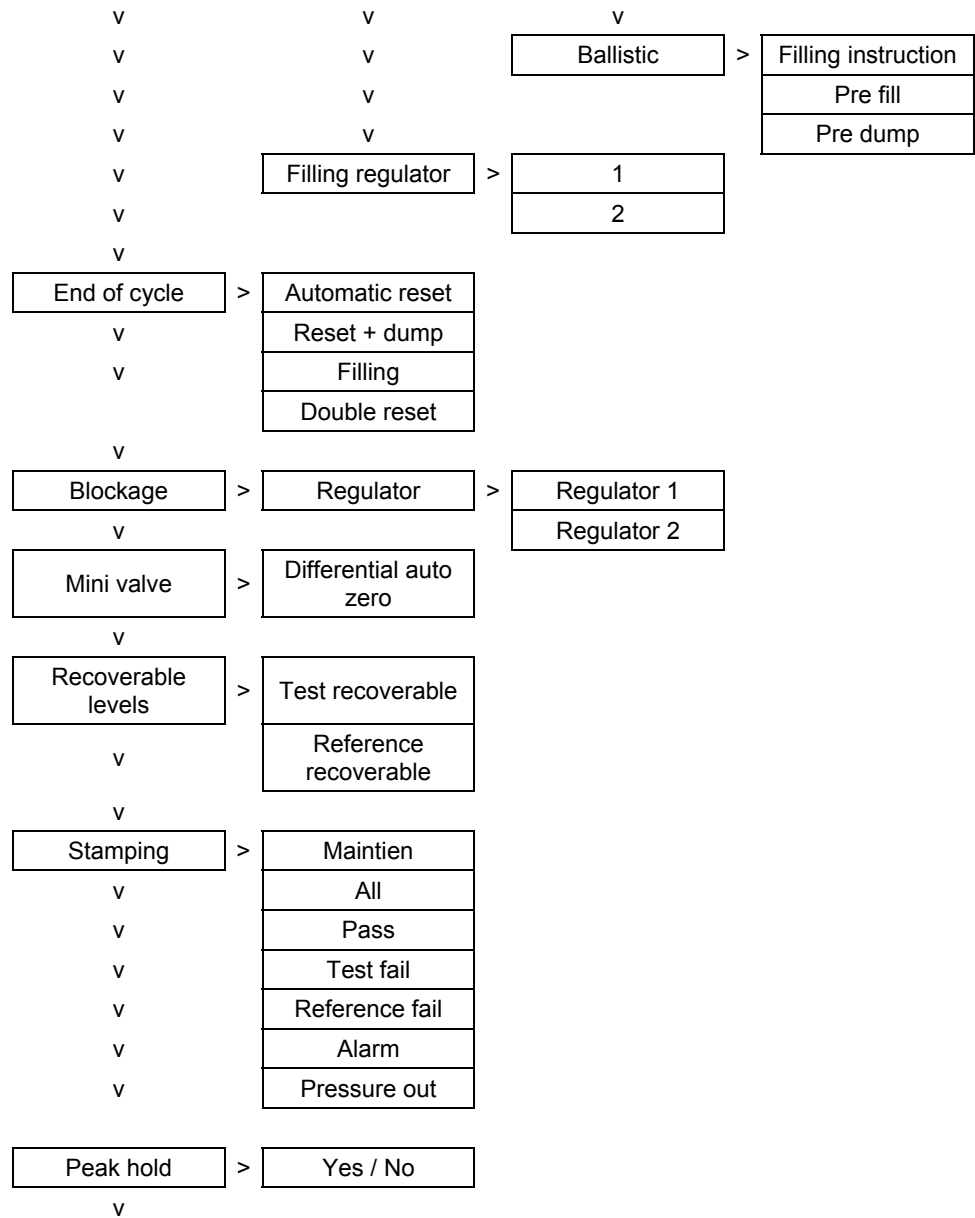 v v v
v v Ballistic > Filling instruction
v v Pre fill
v v Pre dump
v Filling regulator > 1
v 2
v
End of cycle > Automatic reset
v Reset + dump
v Filling
Double reset
v
Blockage > Regulator > Regulator 1
v Regulator 2
Mini valve > Differential auto
zero
v
Recoverable
levels > Test recoverable
v Reference
recoverable
v
Stamping > Maintien
v All
v Pass
v Test fail
v Reference fail
v Alarm
v Pressure out
Peak hold > Yes / No
v